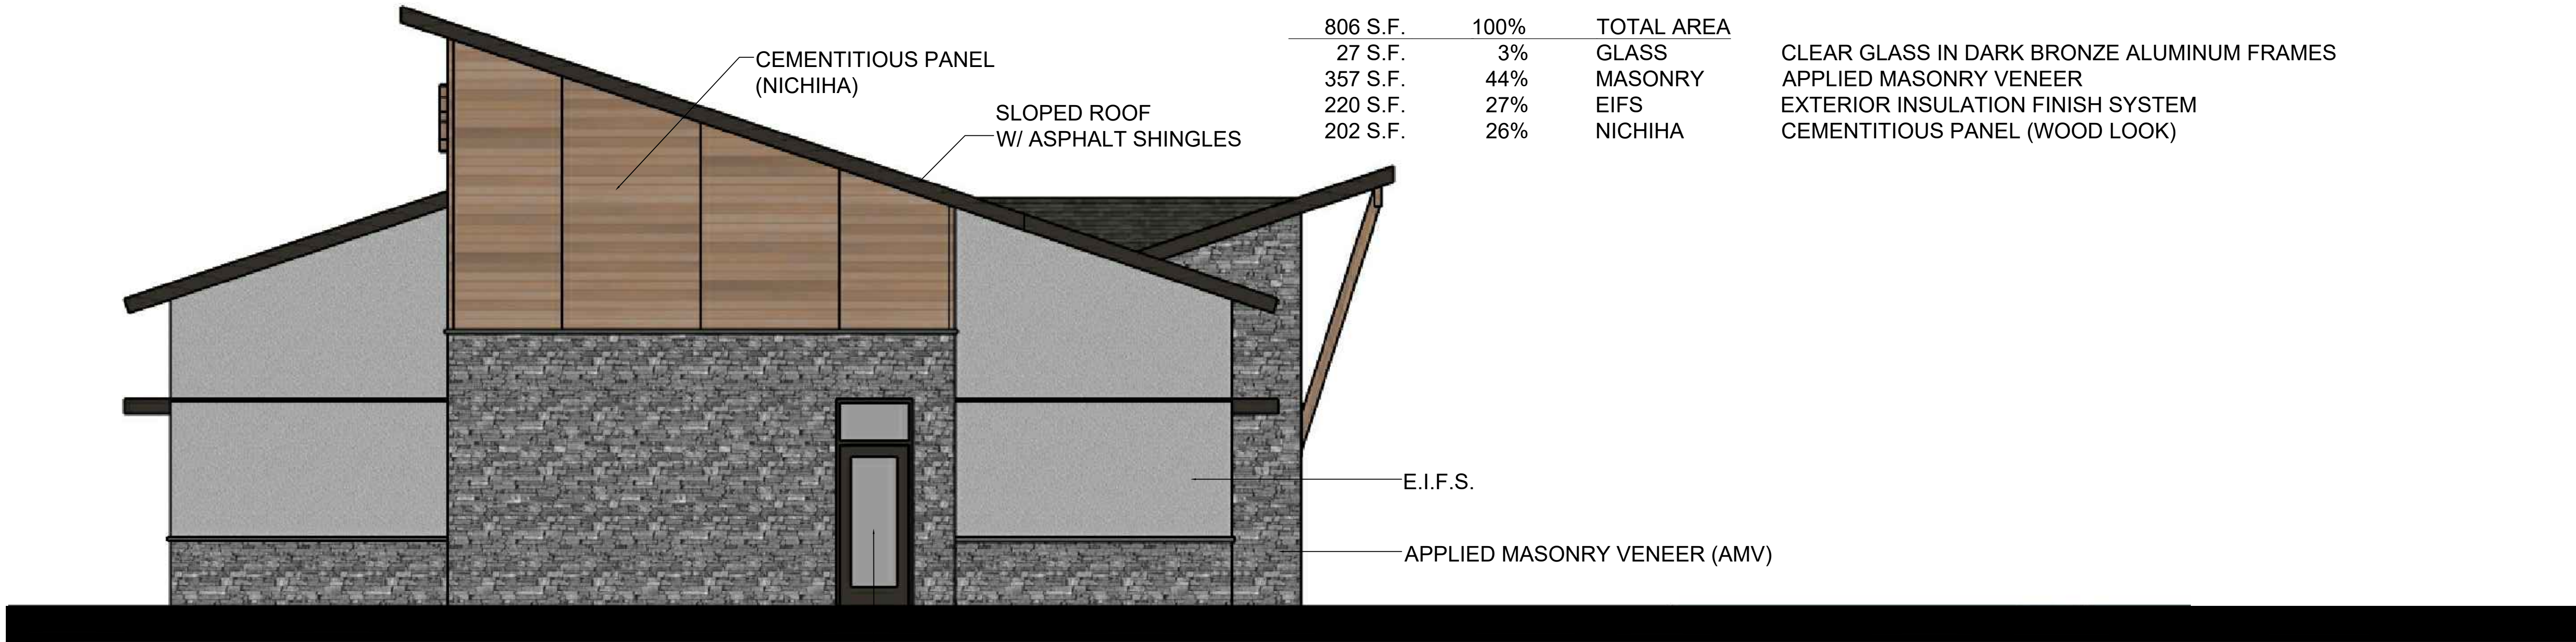 806 S.F. 100% TOTAL AREA
27 S.F. 3% GLASS CLEAR GLASS IN DARK BRONZE ALUMINUM FRAMES
357 S.F. 44% MASONRY APPLIED MASONRY VENEER
220 S.F. 27% EIFS EXTERIOR INSULATION FINISH SYSTEM
202 S.F. 26% NICHIHA CEMENTITIOUS PANEL (WOOD LOOK)
CEMENTITIOUS PANEL
(NICHIHA)
SLOPED ROOF
W/ ASPHALT SHINGLES
E.I.F.S.
APPLIED MASONRY VENEER (AMV)